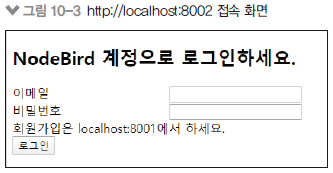 그림 10-3 http://localhost:8002 접속 화면
NodeBird 계정으로 로그인하세요.
이메일
비밀번호
회원가입은 localhost:8001에서 하세요.
로그인